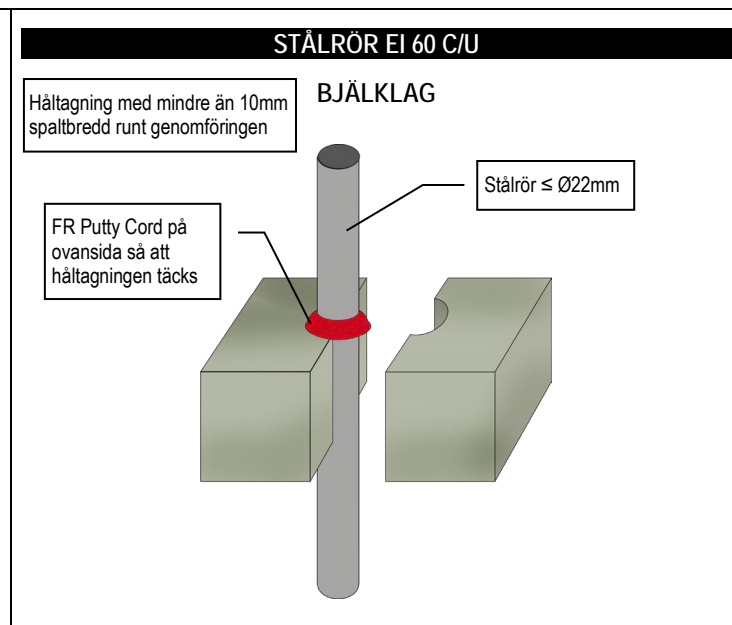 STÅLRÖR EI 60 C/U
Håltagning med mindre än 10mm
spaltbredd runt genomföringen
BJÄLKLAG
Stålrör ≤ Ø22mm
FR Putty Cord på
ovansida så att
håltagningen täcks